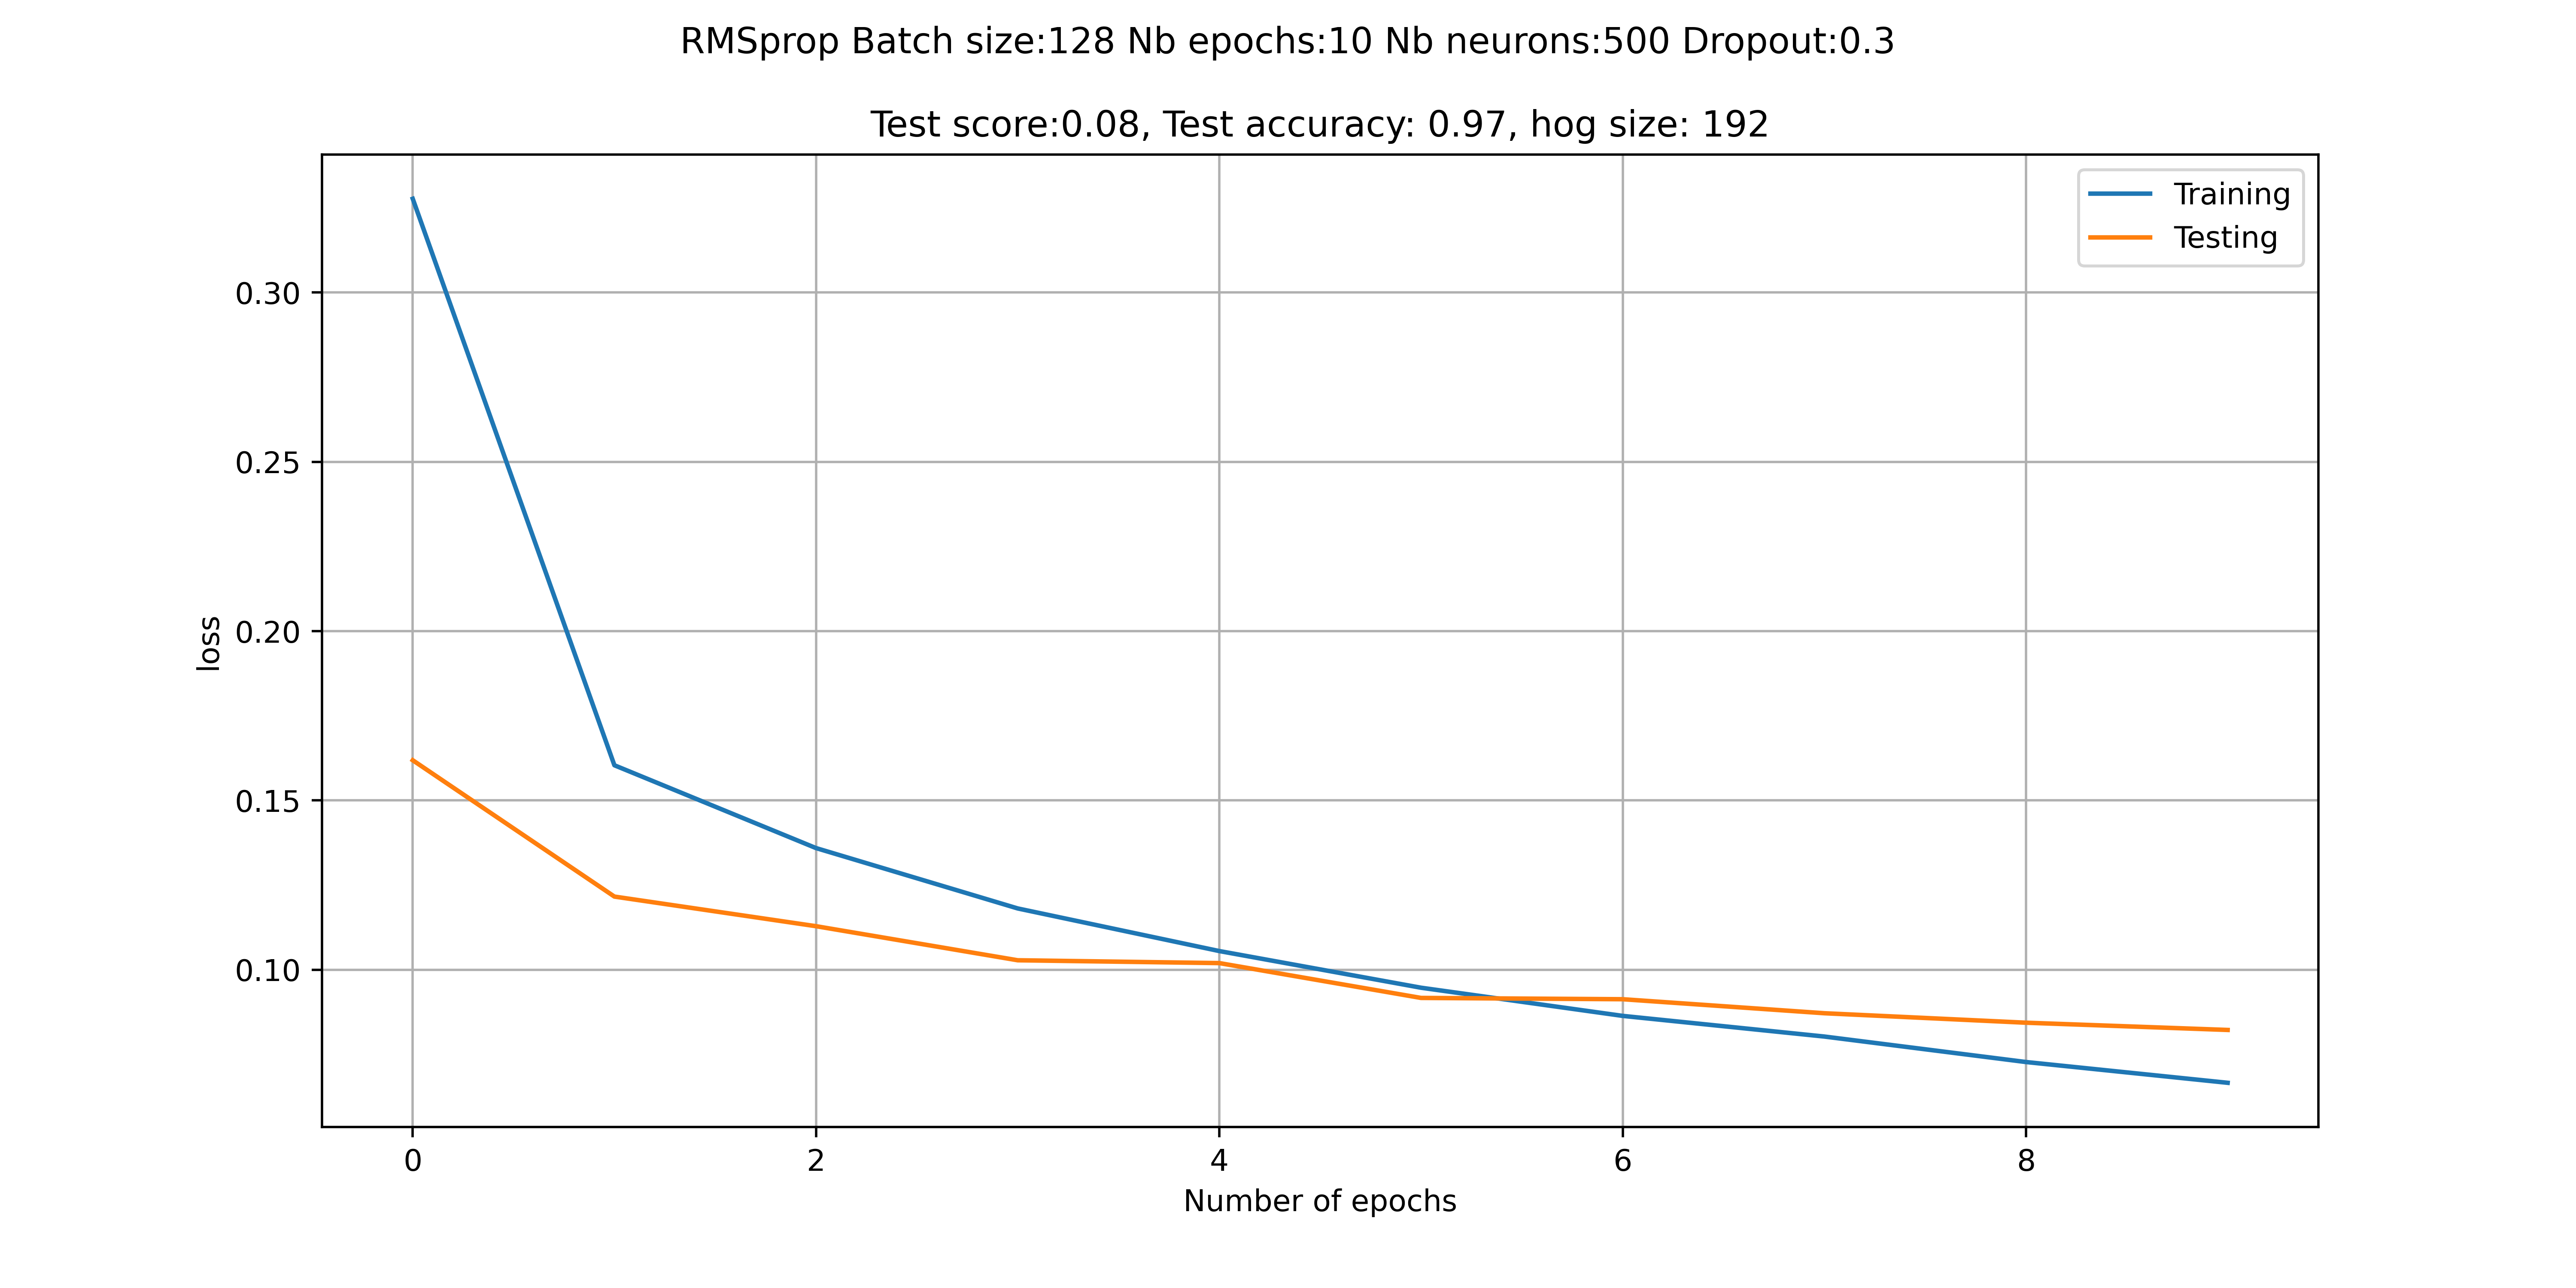 RMSprop Batch size:128 Nb epochs:10 Nb neurons:500 Dropout:0.3
Test score:0.08, Test accuracy: 0.97, hog size: 192
Training
Testing
0.30
0.25
0.20
0.15
0.10
loss
0 2 4 6 8
Number of epochs